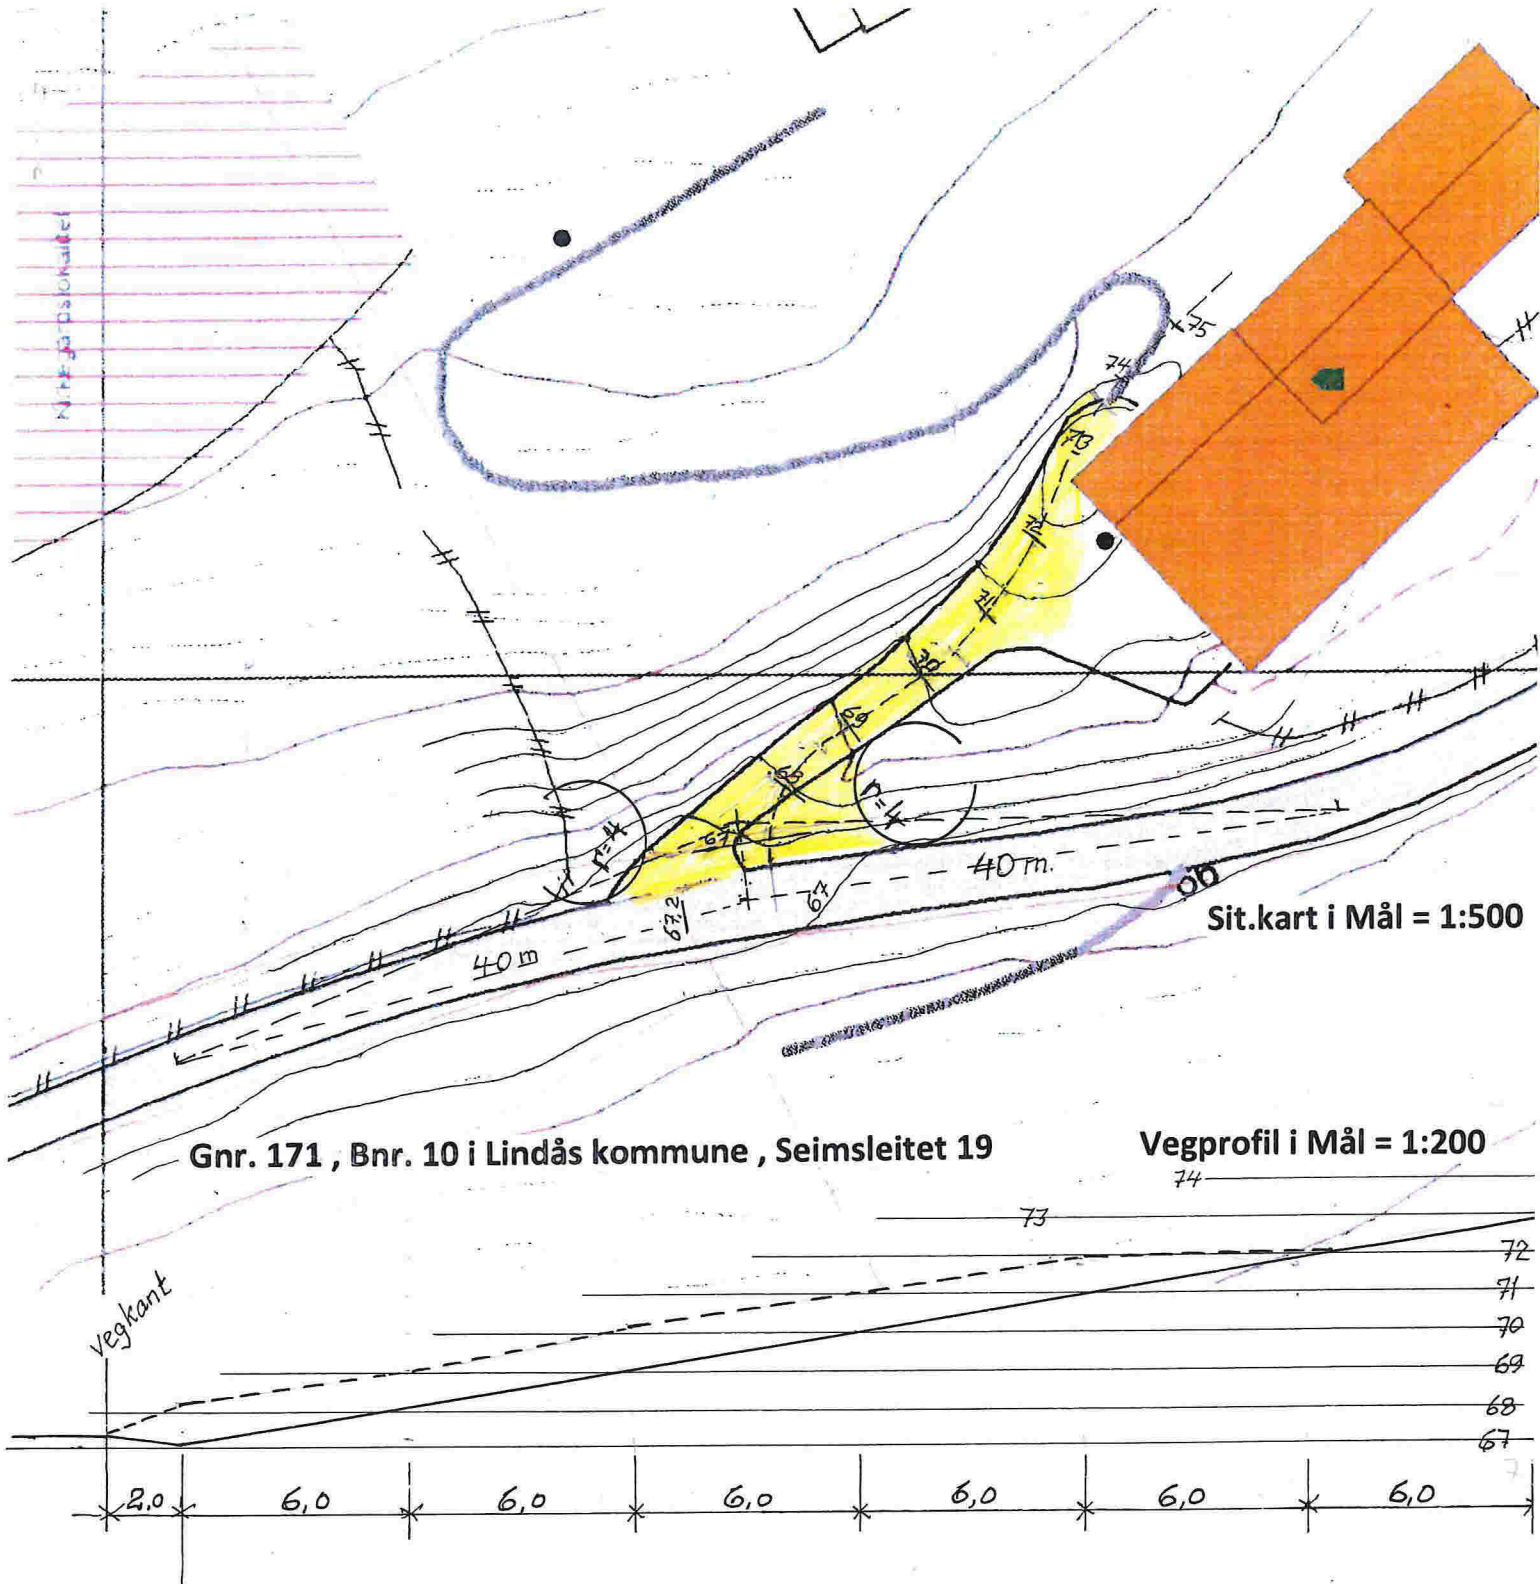 75
74
73
72
71
70
69
68
r=4
r=4
67
67,2
67
40 m.
40 m
Sit.kart i Mål = 1:500
Gnr. 171 , Bnr. 10 i Lindås kommune , Seimsleitet 19
Vegprofil i Mål = 1:200
74
73
72
71
70
69
68
67
vegkant
2,0 6,0 6,0 6,0 6,0 6,0 6,0